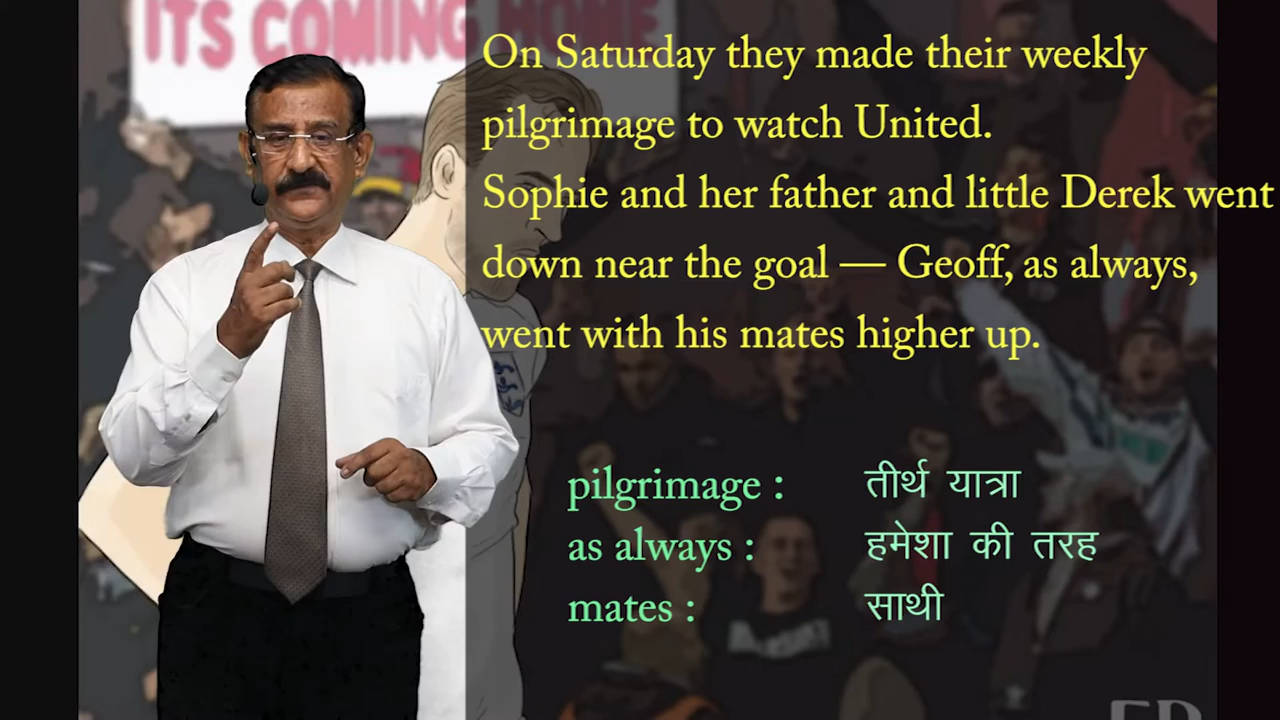 ITS COMING HOME
On Saturday they made their weekly
pilgrimage to watch United.
Sophie and her father and little Derek went
down near the goal — Geoff, as always,
went with his mates higher up.
pilgrimage : तीर्थ यात्रा
as always : हमेशा की तरह
mates : साथी